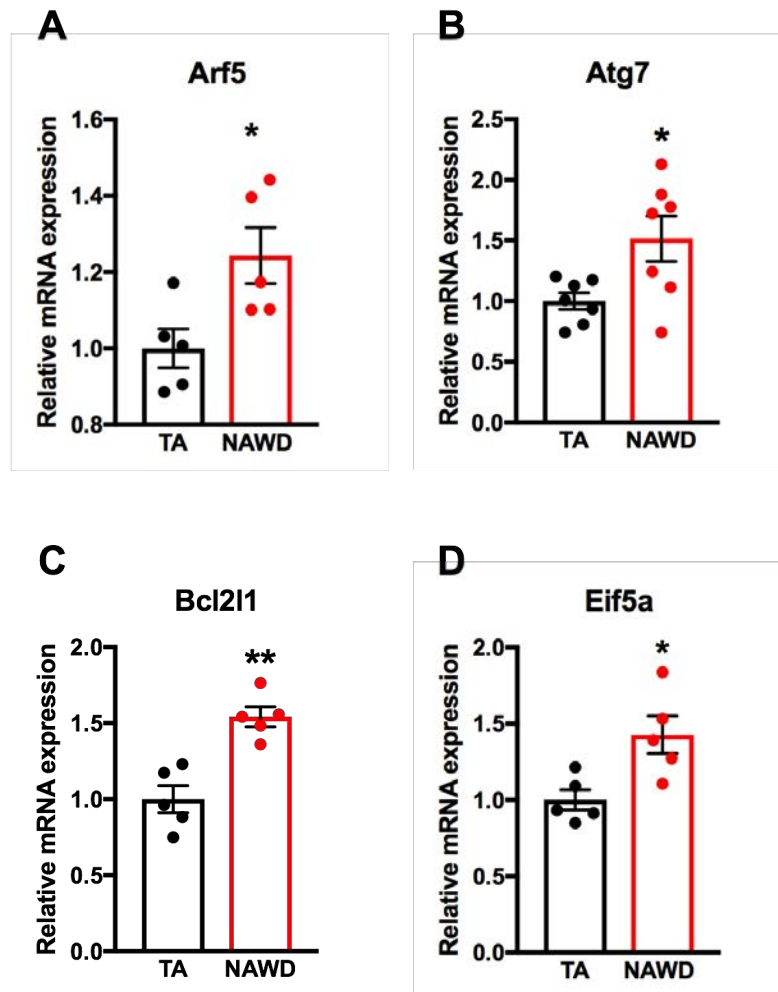 A
Arf5
Relative mRNA expression
1.6
1.4
1.2
1.0
0.8
*
TA NAWD
B
Atg7
Relative mRNA expression
2.5
2.0
1.5
1.0
0.5
0.0
*
TA NAWD
C
Bcl2l1
Relative mRNA expression
2.0
1.5
1.0
0.5
0.0
**
TA NAWD
D
Eif5a
Relative mRNA expression
2.0
1.5
1.0
0.5
0.0
*
TA NAWD